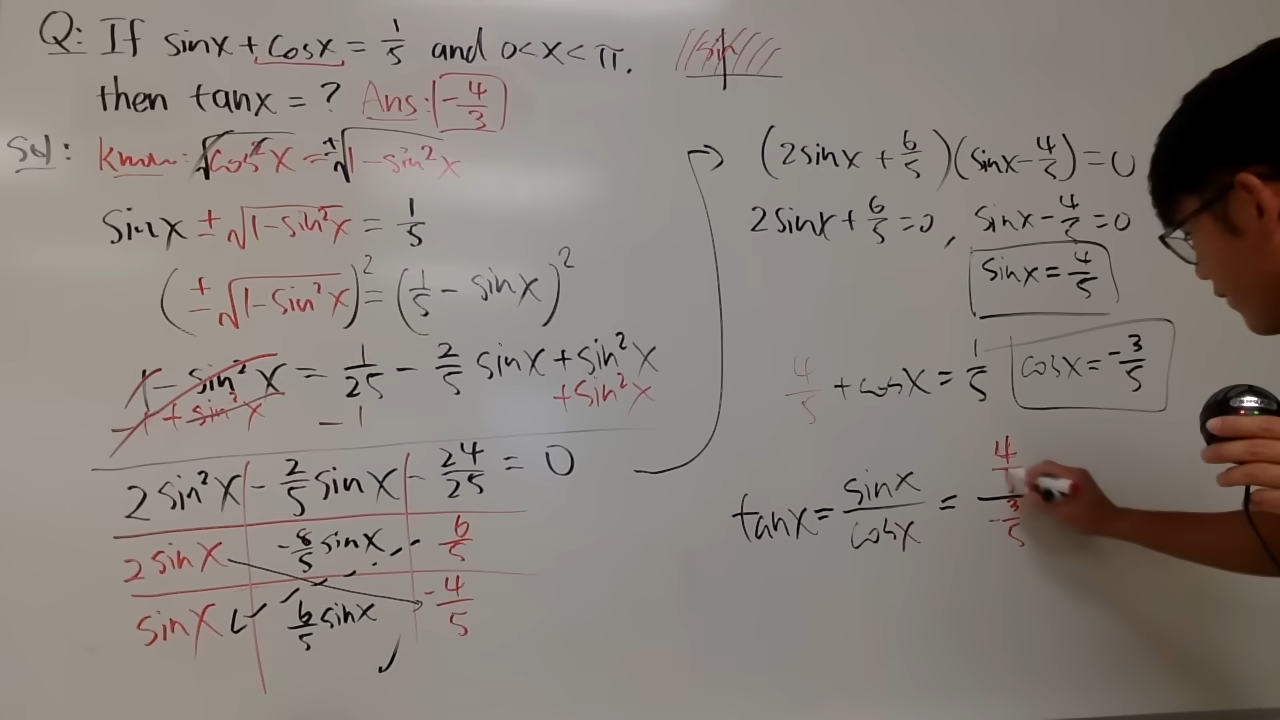 Q: If sinx + cosx = 1/5 and 0 < x < π.
then tanx = ? Ans: -4/3
Sol: √cos²x = ±√1-sin²x
sinx ± √1-sin²x = 1/5
(± √1-sin²x)² = (1/5 - sinx)²
1 - sin²x = 1/25 - 2/5 sinx + sin²x
-1 + sin²x -1 + sin²x
2sin²x - 2/5 sinx - 24/25 = 0
2sinx -8/5 sinx 6/5
sinx 6/5 sinx -4/5
(2sinx + 6/5)(sinx - 4/5) = 0
2sinx + 6/5 = 0, sinx - 4/5 = 0
sinx = 4/5
4/5 + cosx = 1/5 cosx = -3/5
tanx = sinx/cosx = 4/ -3/5